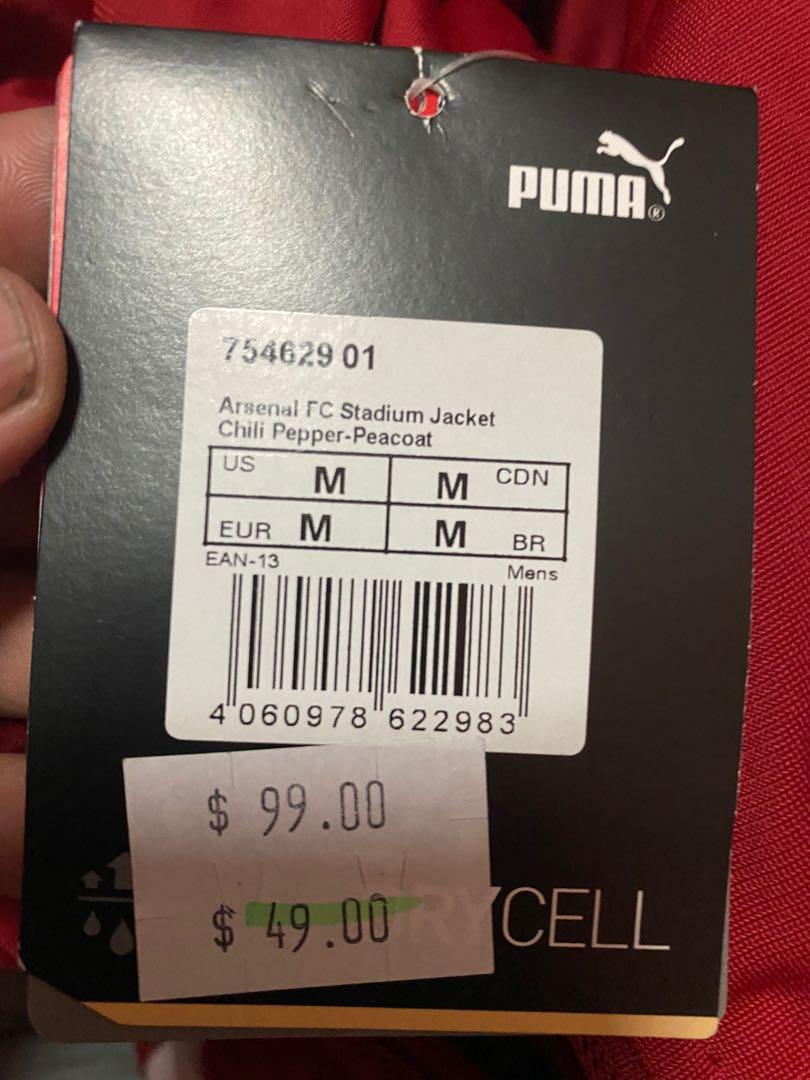 PUMA®
754629 01
Arsenal FC Stadium Jacket
Chili Pepper-Peacoat
US M M CDN
EUR M M BR
EAN-13 Mens
4 060978 622983
$ 99.00
$ 49.00
RYCELL